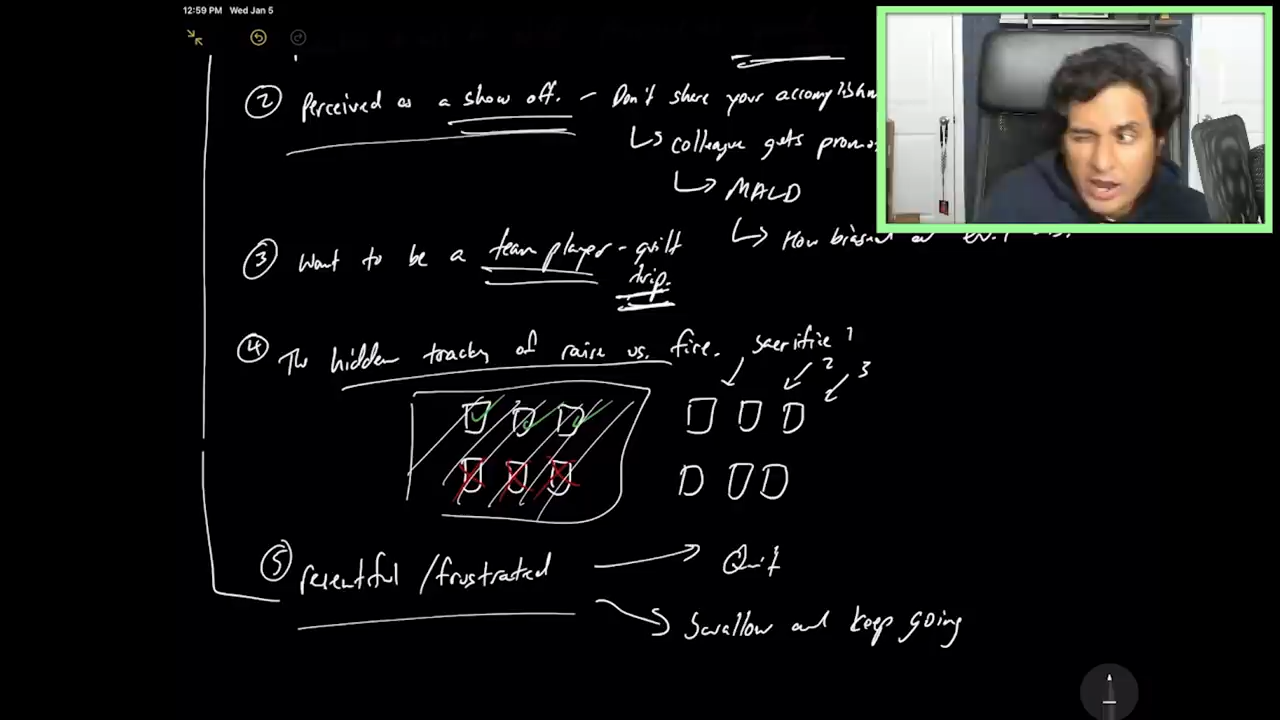 12:59 PM Wed Jan 5
② Perceived as a show off. - Don't share your accomplishm
↳ colleague gets promo
↳ MALD
↳ How biased
③ Want to be a team player - guilt
trip.
④ The hidden tracks of raise vs. fire. Sacrifice 1
2
3
⑤ resentful / frustrated → Quit
→ Swallow and keep going